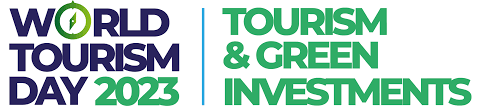 WORLD
TOURISM
DAY 2023
TOURISM
& GREEN
INVESTMENTS